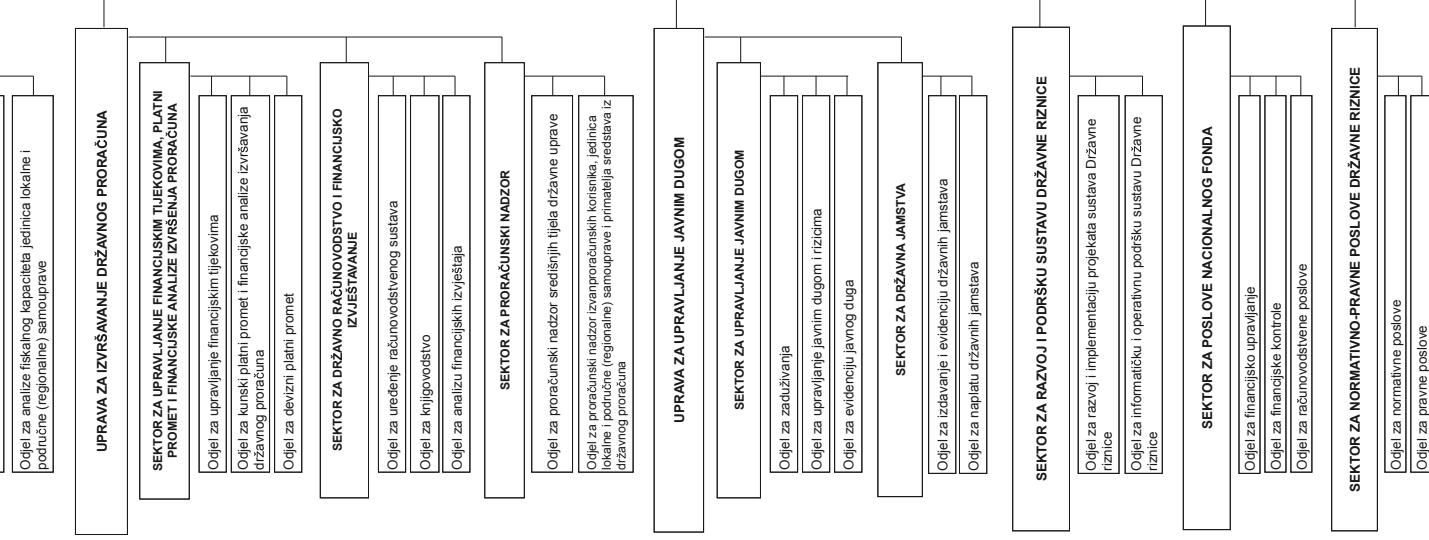 Odjel za analize fiskalnog kapaciteta jedinica lokalne i
područne (regionalne) samouprave
UPRAVA ZA IZVRŠAVANJE DRŽAVNOG PRORAČUNA
SEKTOR ZA UPRAVLJANJE FINANCIJSKIM TIJEKOVIMA, PLATNI
PROMET I FINANCIJSKE ANALIZE IZVRŠENJA PRORAČUNA
Odjel za upravljanje financijskim tijekovima
Odjel za kunski platni promet i financijske analize izvršavanja
državnog proračuna
Odjel za devizni platni promet
SEKTOR ZA DRŽAVNO RAČUNOVODSTVO I FINANCIJSKO
IZVJEŠTAVANJE
Odjel za uređenje računovodstvenog sustava
Odjel za knjigovodstvo
Odjel za analizu financijskih izvještaja
SEKTOR ZA PRORAČUNSKI NADZOR
Odjel za proračunski nadzor središnjih tijela državne uprave
Odjel za proračunski nadzor izvanproračunskih korisnika, jedinica
lokalne i područne (regionalne) samouprave i primatelja sredstava iz
državnog proračuna
UPRAVA ZA UPRAVLJANJE JAVNIM DUGOM
SEKTOR ZA UPRAVLJANJE JAVNIM DUGOM
Odjel za zaduživanja
Odjel za upravljanje javnim dugom i rizicima
Odjel za evidenciju javnog duga
SEKTOR ZA DRŽAVNA JAMSTVA
Odjel za izdavanje i evidenciju državnih jamstava
Odjel za naplatu državnih jamstava
SEKTOR ZA RAZVOJ I PODRŠKU SUSTAVU DRŽAVNE RIZNICE
Odjel za razvoj i implementaciju projekata sustava Državne
riznice
Odjel za informatičku i operativnu podršku sustavu Državne
riznice
SEKTOR ZA POSLOVE NACIONALNOG FONDA
Odjel za financijsko upravljanje
Odjel za financijske kontrole
Odjel za računovodstvene poslove
SEKTOR ZA NORMATIVNO-PRAVNE POSLOVE DRŽAVNE RIZNICE
Odjel za normativne poslove
Odjel za pravne poslove